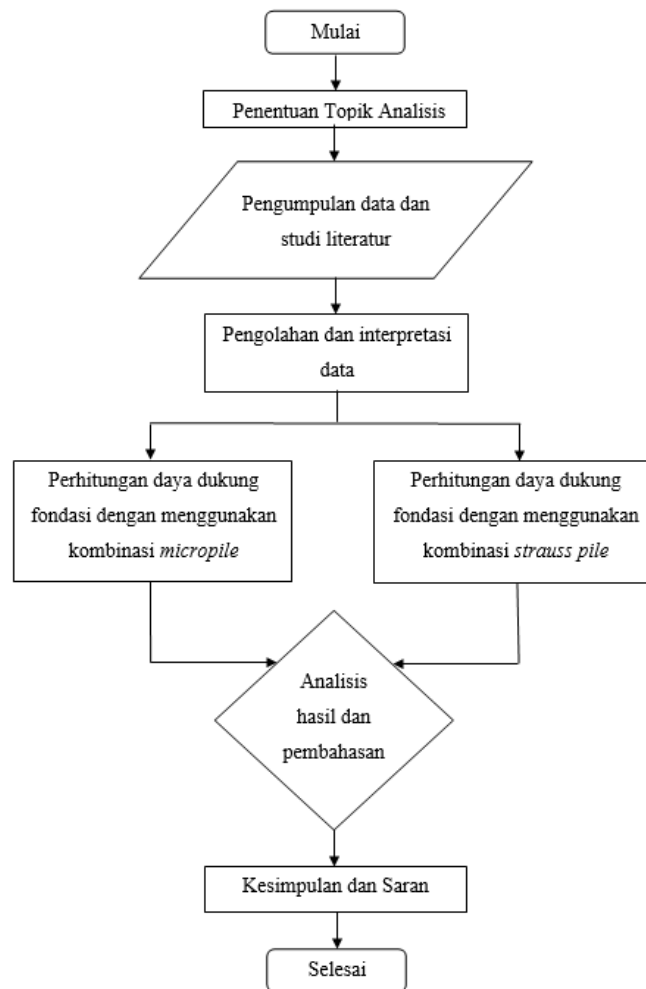 Mulai
Penentuan Topik Analisis
Pengumpulan data dan
studi literatur
Pengolahan dan interpretasi
data
Perhitungan daya dukung
fondasi dengan menggunakan
kombinasi micropile
Perhitungan daya dukung
fondasi dengan menggunakan
kombinasi strauss pile
Analisis
hasil dan
pembahasan
Kesimpulan dan Saran
Selesai